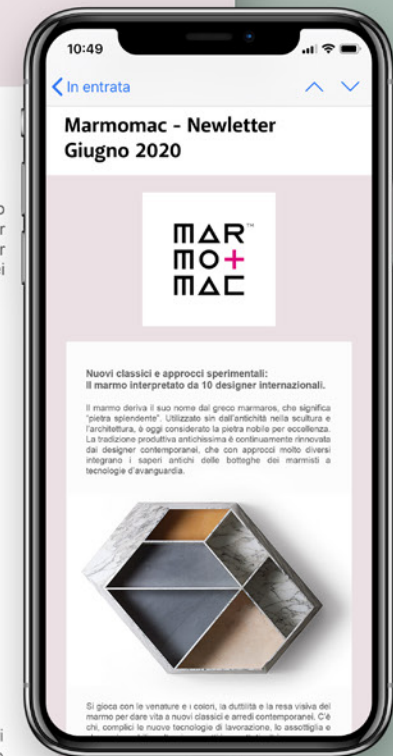 10:49
In entrata
Marmomac - Newletter
Giugno 2020
MAR™
MO+
MAC
Nuovi classici e approcci sperimentali:
Il marmo interpretato da 10 designer internazionali.
Il marmo deriva il suo nome dal greco marmaros, che significa
“pietra splendente”. Utilizzato sin dall’antichità nella scultura e
l’architettura, è oggi considerato la pietra nobile per eccellenza.
La tradizione produttiva antichissima è continuamente rinnovata
dai designer contemporanei, che con approcci molto diversi
integrano i saperi antichi delle botteghe dei marmisti a
tecnologie d’avanguardia.
Si gioca con le venature e i colori, la duttilità e la resa visiva del
marmo per dare vita a nuovi classici e arredi contemporanei. C’è
chi, complici le nuove tecnologie di lavorazione, lo assottiglia e